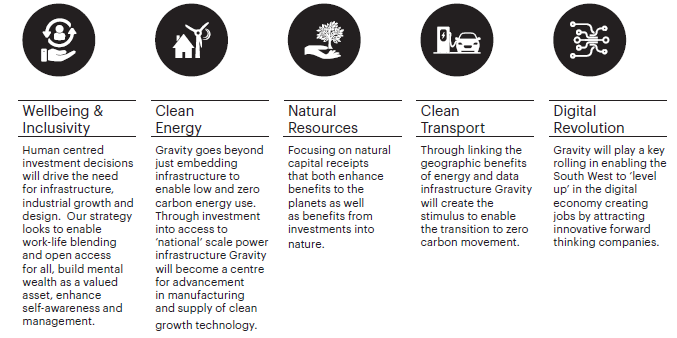 Wellbeing &
Inclusivity
Human centred
investment decisions
will drive the need
for infrastructure,
industrial growth and
design.  Our strategy
looks to enable
work-life blending
and open access
for all, build mental
wealth as a valued
asset, enhance
self-awareness and
management.
Clean
Energy
Gravity goes beyond
just embedding
infrastructure to
enable low and zero
carbon energy use.
Through investment
into access to
‘national’ scale power
infrastructure Gravity
will become a centre
for advancement
in manufacturing
and supply of clean
growth technology.
Natural
Resources
Focusing on natural
capital receipts
that both enhance
benefits to the
planets as well
as benefits from
investments into
nature.
Clean
Transport
Through linking the
geographic benefits
of energy and data
infrastructure Gravity
will create the
stimulus to enable
the transition to zero
carbon movement.
Digital
Revolution
Gravity will play a key
rolling in enabling the
South West to ‘level
up’ in the digital
economy creating
jobs by attracting
innovative forward
thinking companies.